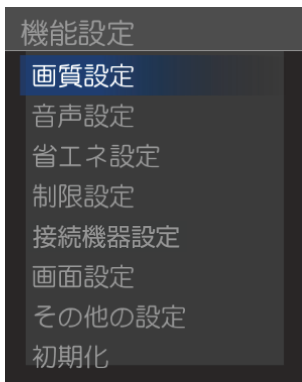 機能設定
画質設定
音声設定
省エネ設定
制限設定
接続機器設定
画面設定
その他の設定
初期化